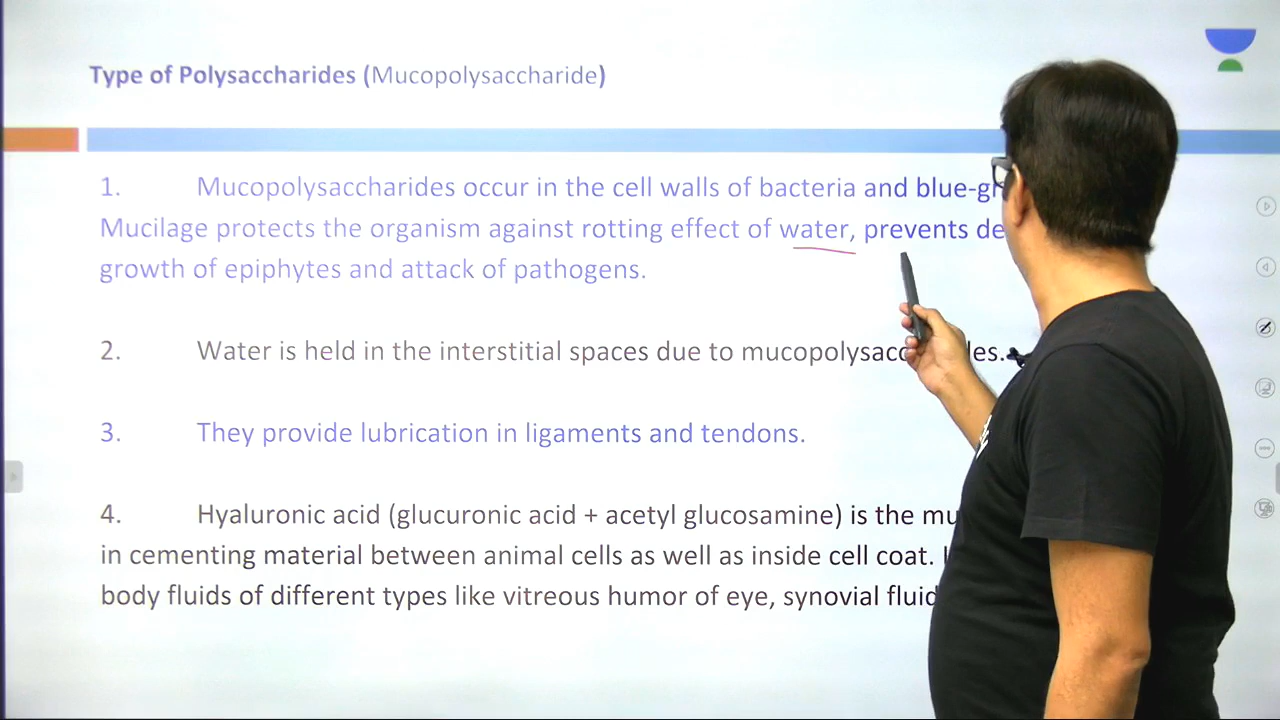 Type of Polysaccharides (Mucopolysaccharide)
1. Mucopolysaccharides occur in the cell walls of bacteria and
Mucilage protects the organism against rotting effect of water, prevents
growth of epiphytes and attack of pathogens.
2. Water is held in the interstitial spaces due to
3. They provide lubrication in ligaments and tendons.
4. Hyaluronic acid (glucuronic acid + acetyl glucosamine) is the
in cementing material between animal cells as well as inside cell coat.
body fluids of different types like vitreous humor of eye, synovial fluid